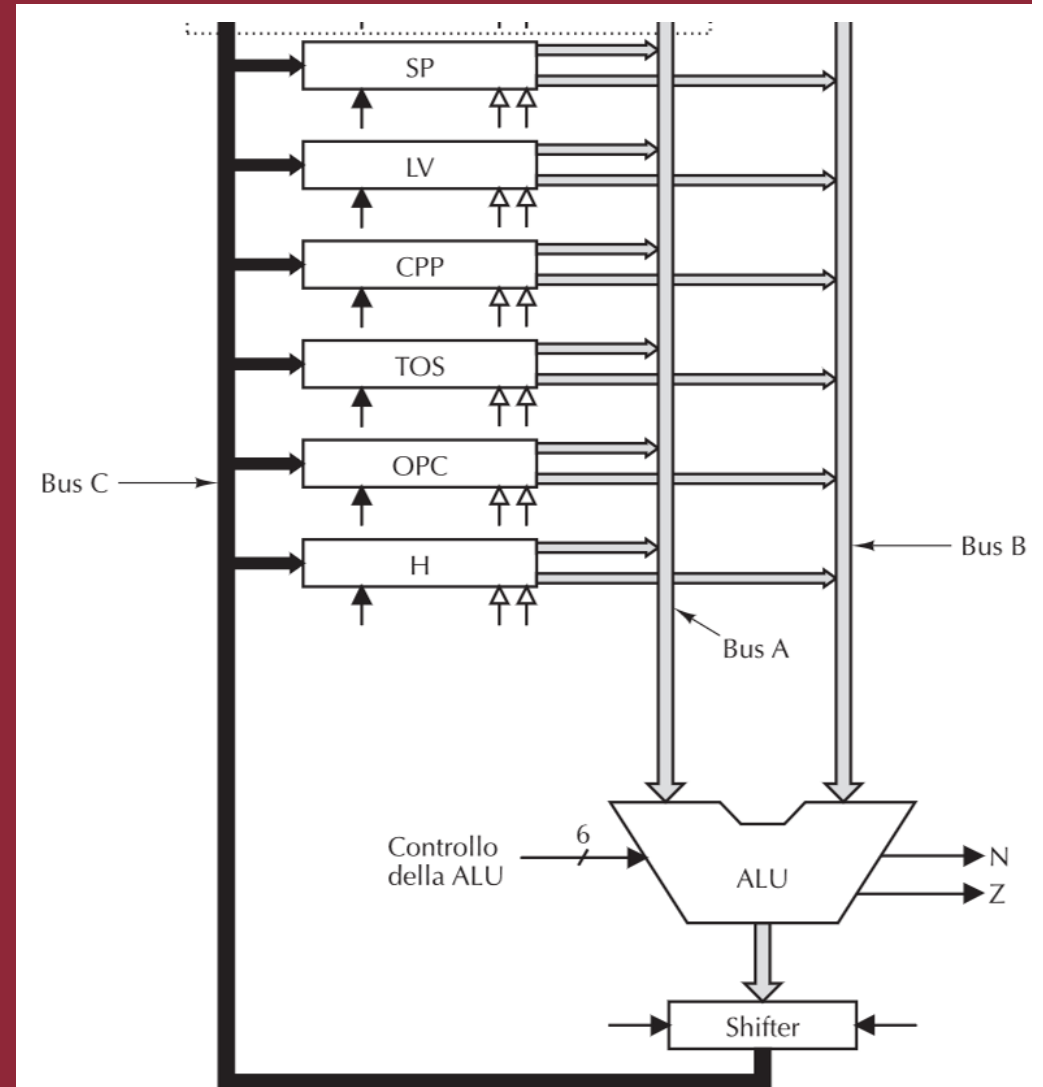 SP
LV
CPP
TOS
OPC
Bus C
H
Bus B
Bus A
Controllo
della ALU
6
ALU
N
Z
Shifter